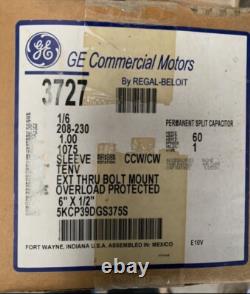 GE Commercial Motors
By REGAL-BELOIT
3727
1/6
208-230
1.00
1075
SLEEVE CCW/CW
TENV
EXT THRU BOLT MOUNT
OVERLOAD PROTECTED
6" X 1/2"
5KCP39DGS375S
PERMANENT SPLIT CAPACITOR
60
1
FORT WAYNE, INDIANA U.S.A. ASSEMBLED IN: MEXICO